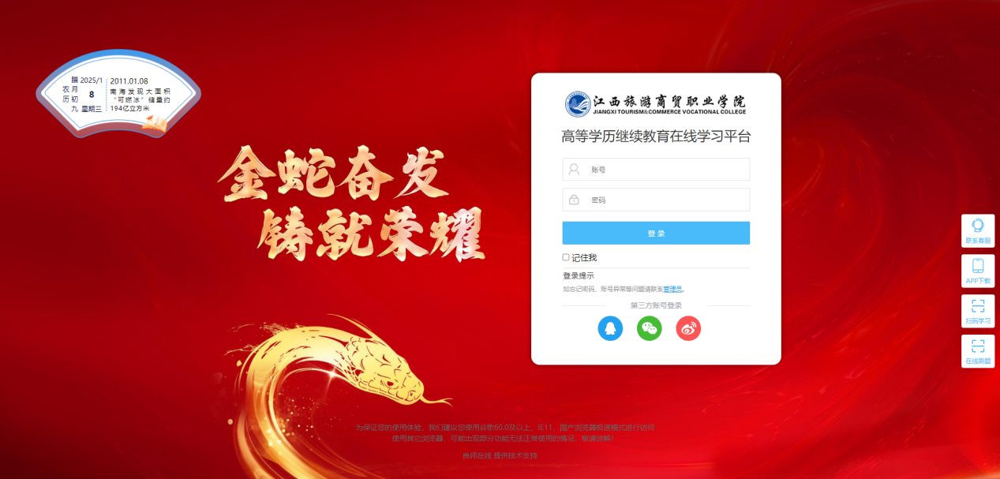 腊月初九
农历
2025/1
8
星期三
2011.01.08
南海发现大面积
“可燃冰”储量约
194亿立方米
金蛇奋发
铸就荣耀
江西旅游商贸职业学院
JIANGXI TOURISM&COMMERCE VOCATIONAL COLLEGE
高等学历继续教育在线学习平台
账号
密码
登 录
记住我
登录提示
如忘记密码、账号异常等问题请联系管理员。
第三方账号登录
联系客服
APP下载
扫码学习
在线刷题
为保证您的使用体验，我们建议您使用谷歌60.0及以上、IE11、国产浏览器极速模式进行访问
使用其它浏览器，可能出现部分功能无法正常使用的情况，敬请谅解！
良师在线 提供技术支持